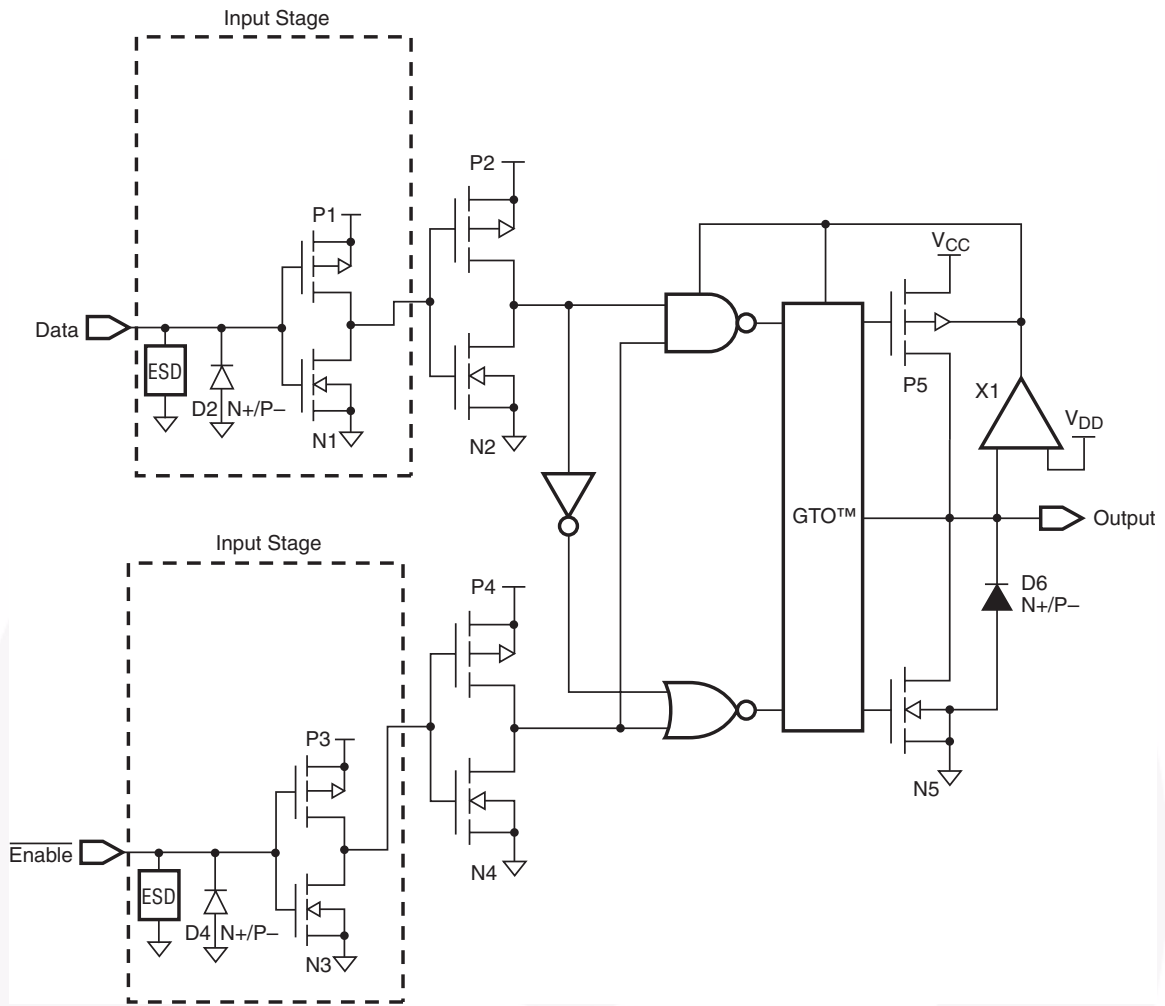 Input Stage
P2
P1
V_CC
Data
ESD
D2 N+/P–
N1
N2
P5
X1
V_DD
GTO™
Output
Input Stage
P4
D6
N+/P–
P3
N5
Enable
ESD
D4 N+/P–
N3
N4